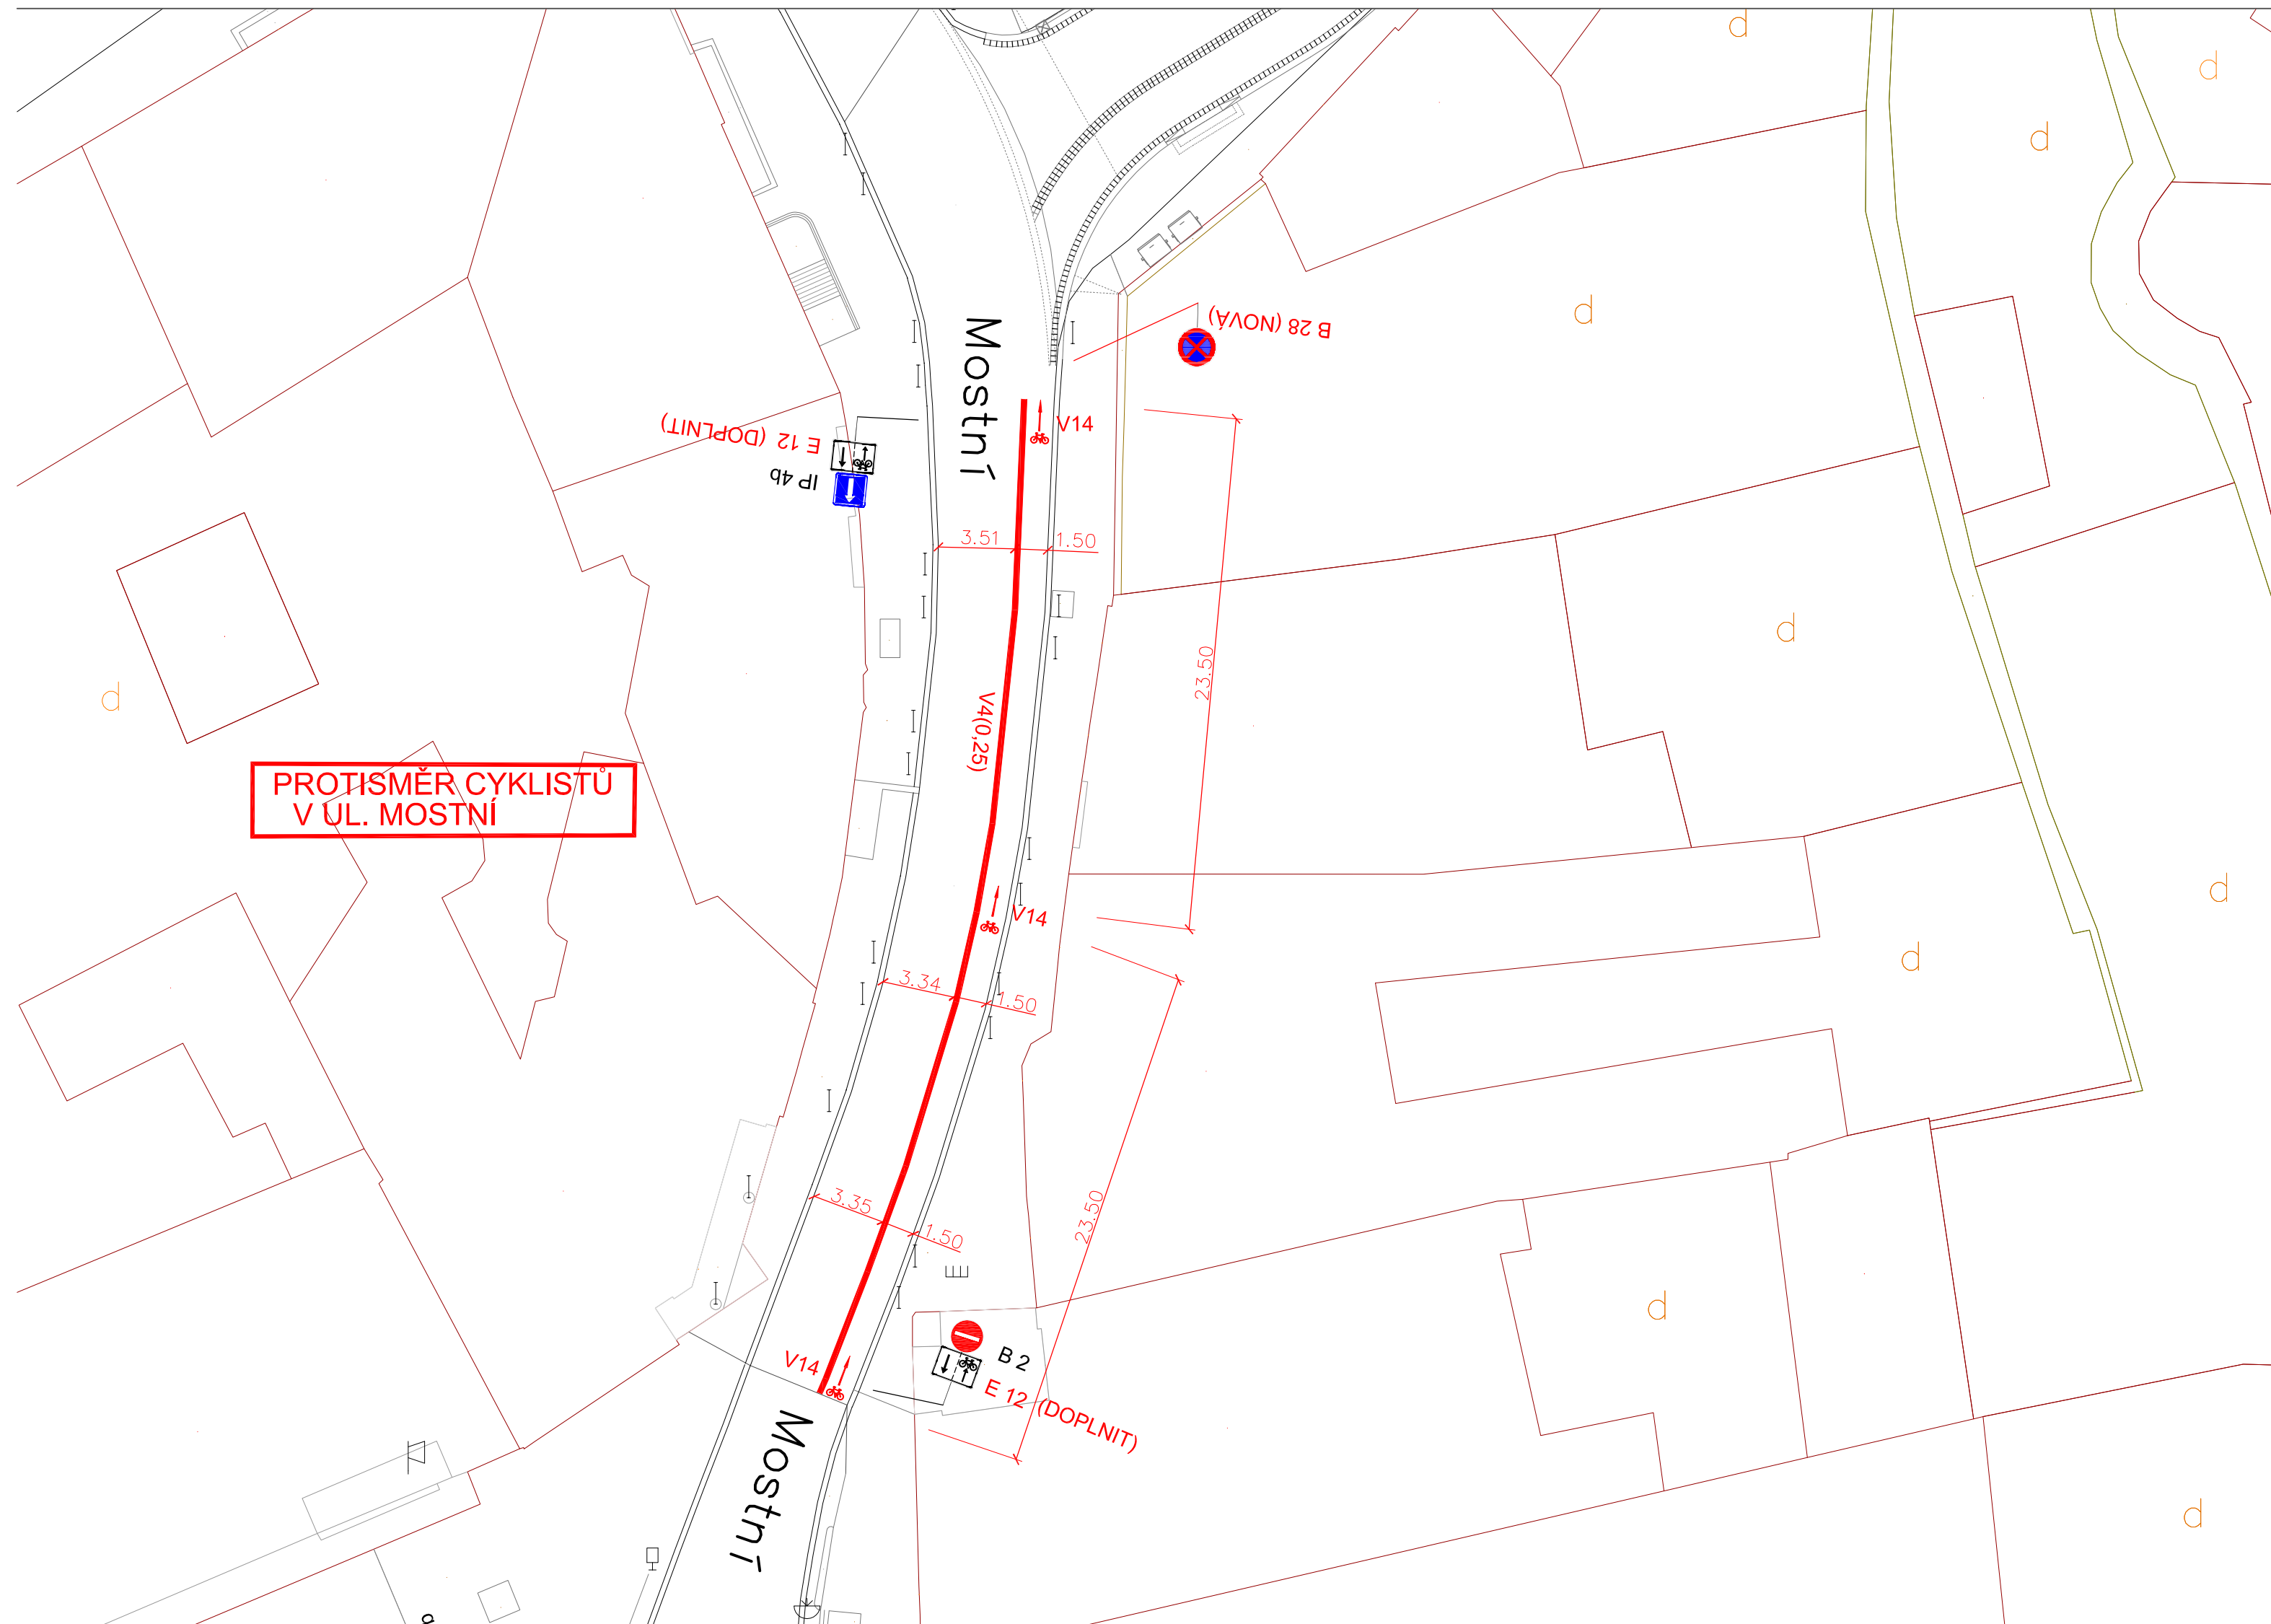 d
d
d
B 28 (NOVÁ)
d
Mostní
V14
E 12 (DOPLNIT)
IP 4b
3.51
1.50
d
23.50
d
V4(0,25)
PROTISMĚR CYKLISTŮ
V UL. MOSTNÍ
d
V14
d
3.34
1.50
3.35
1.50
23.50
d
B 2
V14
E 12 (DOPLNIT)
Mostní
d